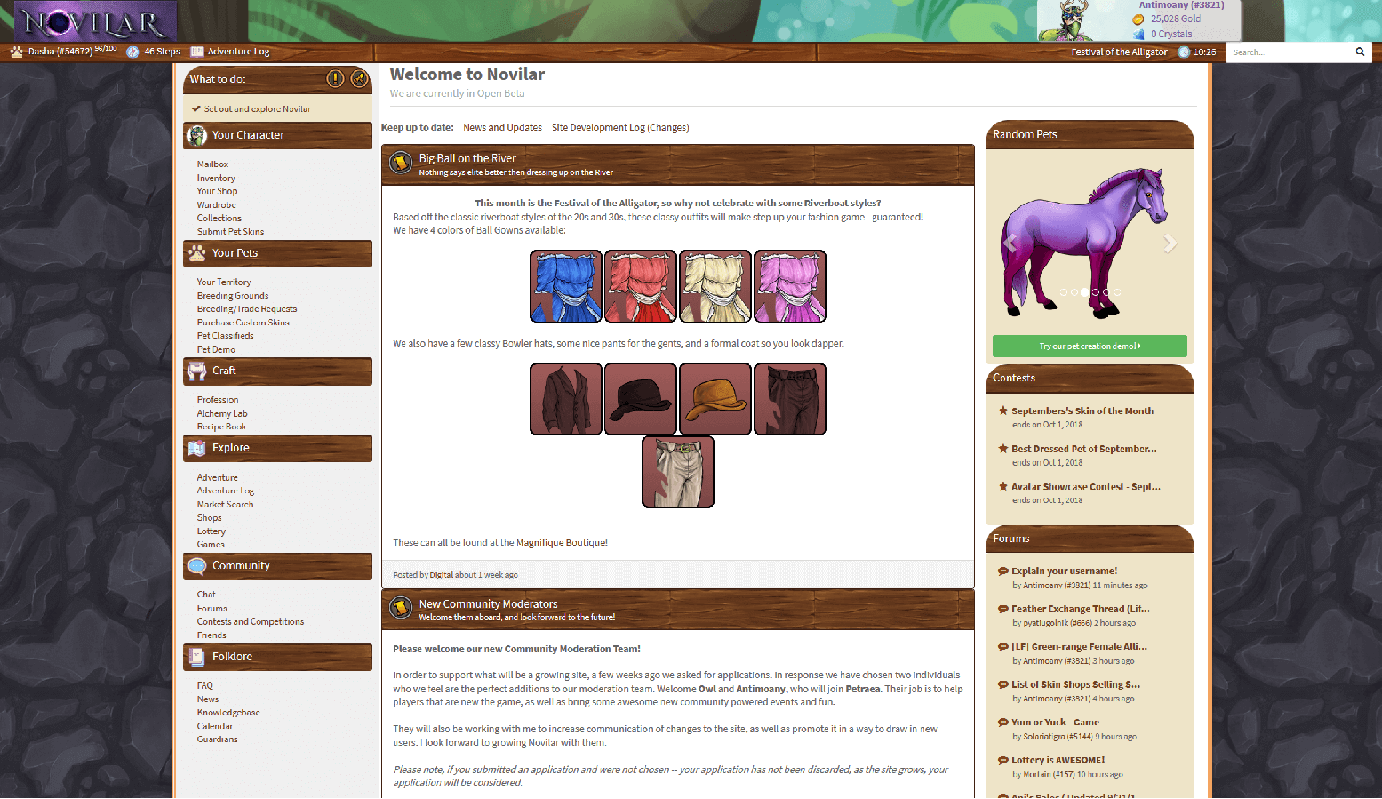 NOVILAR
Antimoany (#3821)
25,028 Gold
0 Crystals
Dasha (#54672) 96/100 46 Steps Adventure Log
Festival of the Alligator 10:26 Search...
What to do:
Set out and explore Novilar
Your Character
Mailbox
Inventory
Your Shop
Wardrobe
Collections
Submit Pet Skins
Your Pets
Your Territory
Breeding Grounds
Breeding/Trade Requests
Purchase Custom Skins
Pet Classifieds
Pet Demo
Craft
Profession
Alchemy Lab
Recipe Book
Explore
Adventure
Adventure Log
Market Search
Shops
Lottery
Games
Community
Chat
Forums
Contests and Competitions
Friends
Folklore
FAQ
News
Knowledgebase
Calendar
Guardians
Welcome to Novilar
We are currently in Open Beta
Keep up to date: News and Updates Site Development Log (Changes)
Big Ball on the River
Nothing says elite better then dressing up on the River
This month is the Festival of the Alligator, so why not celebrate with some Riverboat styles?
Based off the classic riverboat styles of the 20s and 30s, these classy outfits will make step up your fashion game - guaranteed.
We have 4 colors of Ball Gowns available:
We also have a few classy Bowler hats, some nice pants for the gents, and a formal coat so you look dapper.
These can all be found at the Magnifique Boutique!
Posted by Digital about 1 week ago
New Community Moderators
Welcome them aboard, and look forward to the future!
Please welcome our new Community Moderation Team!
In order to support what will be a growing site, a few weeks ago we asked for applications. In response we have chosen two individuals
who we feel are the perfect additions to our moderation team. Welcome Owl and Antimoany, who will join Petraea. Their job is to help
players that are new the game, as well as bring some awesome new community powered events and fun.
They will also be working with me to increase communication of changes to the site, as well as promote it in a way to draw in new
users. I look forward to growing Novilar with them.
Please note, if you submitted an application and were not chosen -- your application has not been discarded, as the site grows, your
application will be considered.
Random Pets
Try our pet creation demo!
Contests
Septembers's Skin of the Month
ends on Oct 1, 2018
Best Dressed Pet of September...
ends on Oct 1, 2018
Avatar Showcase Contest - Sept...
ends on Oct 1, 2018
Forums
Explain your username!
by Antimoany (#3821) 11 minutes ago
Feather Exchange Thread (Lif...
by pyatiugolnik (#666) 2 hours ago
[LF] Green-range Female Alli...
by Antimoany (#3821) 3 hours ago
List of Skin Shops Selling S...
by Antimoany (#3821) 4 hours ago
Yum or Yuck - Game
by Solariatigra (#5144) 9 hours ago
Lottery is AWESOME!
by (#4157) 10 hours ago